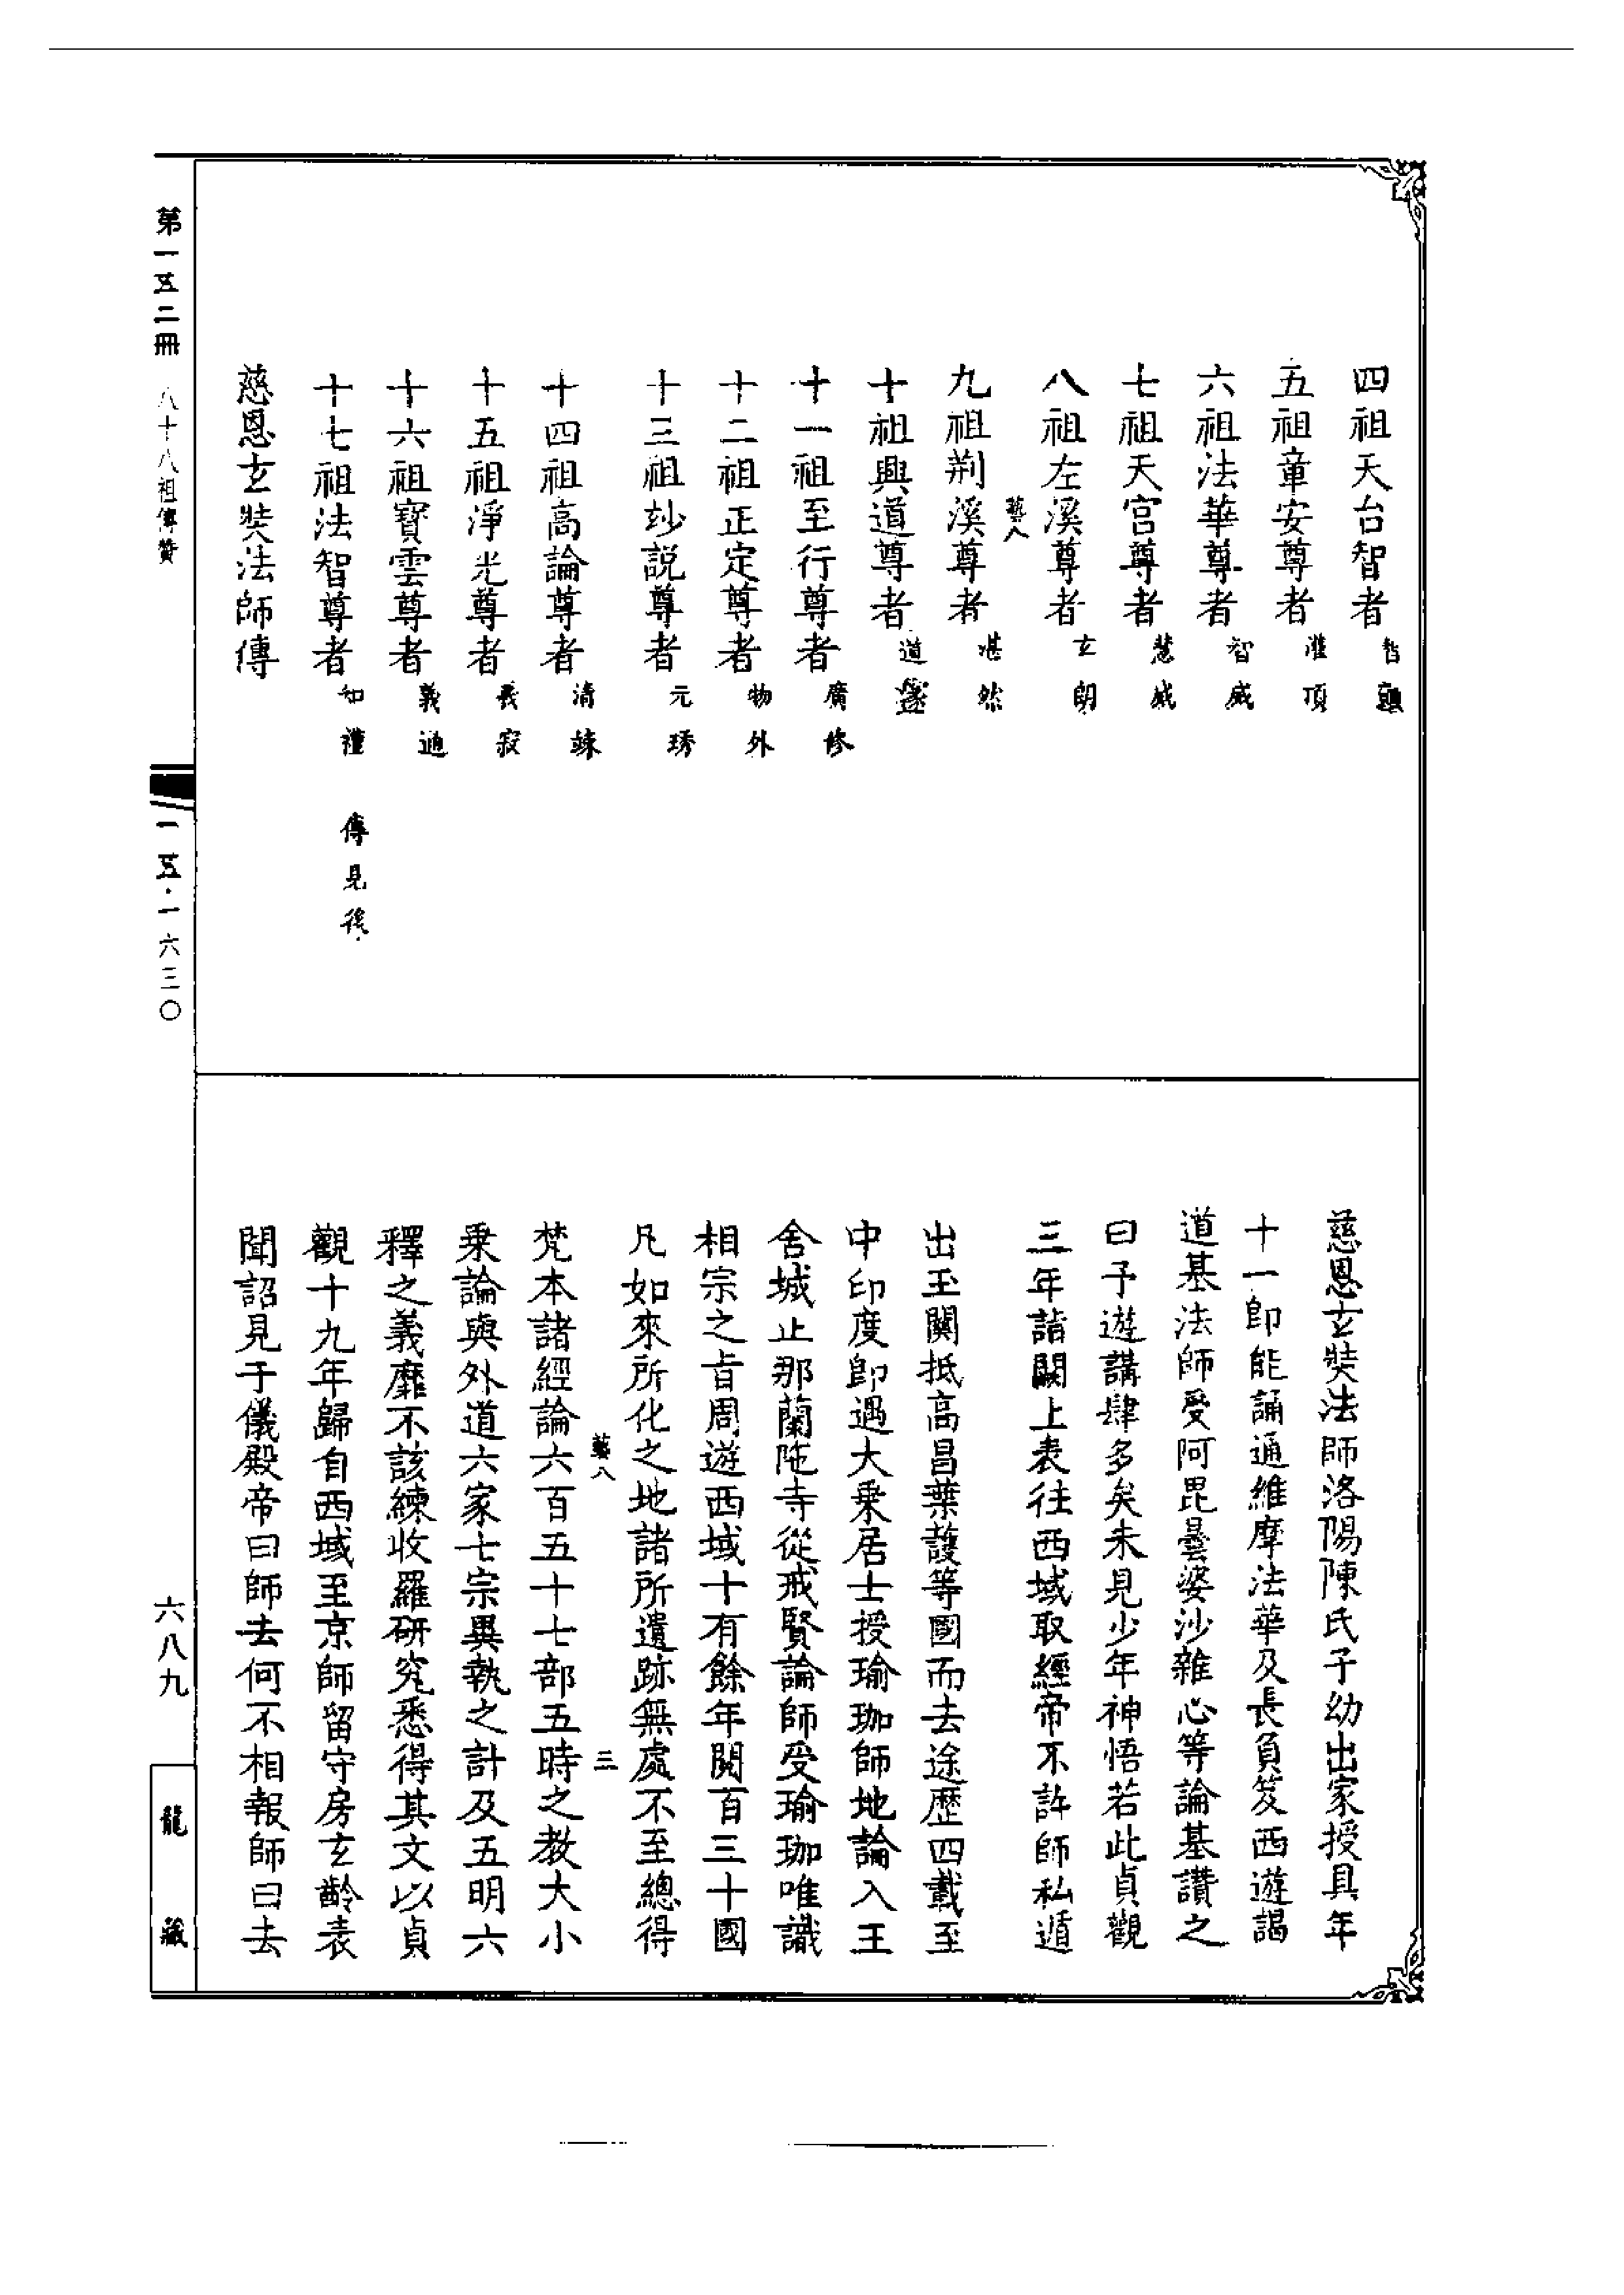 四祖天台智者 智顗
五祖章安尊者 灌頂
六祖法華尊者 智威
七祖天宮尊者 慧威
八祖左溪尊者 玄朗
藝八
九祖荆溪尊者 湛然
十祖興道尊者 道邃
十一祖至行尊者 廣修
十二祖正定尊者 物外
十三祖玅説尊者 元琇
十四祖高論尊者 清竦
十五祖淨光尊者 羲寂
十六祖寶雲尊者 義通
十七祖法智尊者 知禮 傳見後
慈恩玄奘法師傳
慈恩玄奘法師洛陽陳氏子幼出家授具年
十一卽能誦通維摩法華及長負笈西遊謁
道基法師受阿毘曇婆沙雜心等論基讚之
曰予遊講肆多矣未見少年神悟若此貞觀
三年詣闕上表往西域取經帝不許師私遁
出玉關抵高昌葉護等國而去途歷四載至
中印度卽遇大乗居士授瑜珈師地論入王
舍城止那蘭陁寺從戒賢論師受瑜珈唯識
相宗之旨周遊西域十有餘年閱百三十國
凡如來所化之地諸所遺跡無處不至總得
藝八 三
梵本諸經論六百五十七部五時之教大小
乗論與外道六家七宗異執之計及五明六
釋之義靡不該練收羅研究悉得其文以貞
觀十九年歸自西域至京師留守房玄齡表
聞詔見于儀殿帝曰師去何不相報師曰去
第一五二冊 八十八祖傳贊 一五·一六三〇 六八九 龍藏